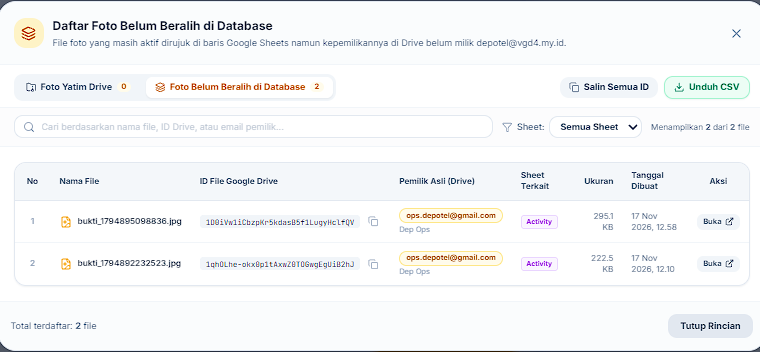 Daftar Foto Belum Beralih di Database
File foto yang masih aktif dirujuk di baris Google Sheets namun kepemilikannya di Drive belum milik depotel@vgd4.my.id.
Foto Yatim Drive 0 Foto Belum Beralih di Database 2 Salin Semua ID Unduh CSV
Cari berdasarkan nama file, ID Drive, atau email pemilik... Sheet: Semua Sheet Menampilkan 2 dari 2 file
No Nama File ID File Google Drive Pemilik Asli (Drive) Sheet Terkait Ukuran Tanggal Dibuat Aksi
1 bukti_1794895098836.jpg 1D0iVw1iCbzpKr5kdasB5f1LugyHclfQV ops.depotel@gmail.com Activity 295.1 KB 17 Nov 2026, 12.58 Buka
Dep Ops
2 bukti_1794892232523.jpg 1qhOLhe-okx0p1tAxwZ0TOGwgEgUiB2hJ ops.depotel@gmail.com Activity 222.5 KB 17 Nov 2026, 12.10 Buka
Dep Ops
Total terdaftar: 2 file Tutup Rincian